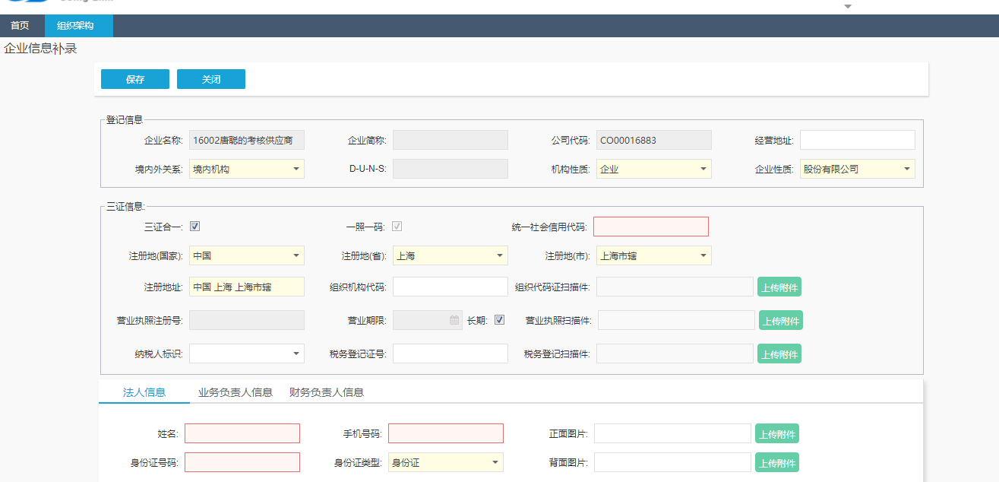 首页 组织架构
企业信息补录
保存 关闭
登记信息
企业名称: 16002唐聪的考核供应商 企业简称: 公司代码: CO00016883 经营地址:
境内外关系: 境内机构 D-U-N-S: 机构性质: 企业 企业性质: 股份有限公司
三证信息:
三证合一: 一照一码: 统一社会信用代码:
注册地(国家): 中国 注册地(省): 上海 注册地(市): 上海市辖
注册地址: 中国 上海 上海市辖 组织机构代码: 组织代码证扫描件: 上传附件
营业执照注册号: 营业期限: 长期: 营业执照扫描件: 上传附件
纳税人标识: 税务登记证号: 税务登记扫描件: 上传附件
法人信息 业务负责人信息 财务负责人信息
姓名: 手机号码: 正面图片: 上传附件
身份证号码: 身份证类型: 身份证 背面图片: 上传附件